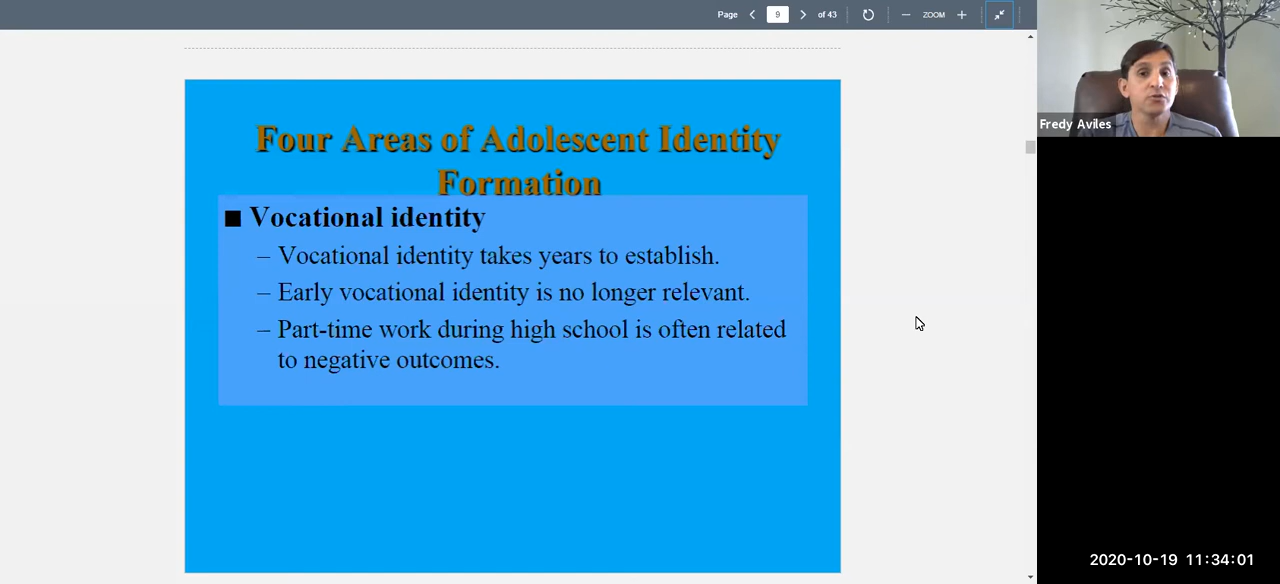 Page 9 of 43 ZOOM
Four Areas of Adolescent Identity
Formation
■ Vocational identity
– Vocational identity takes years to establish.
– Early vocational identity is no longer relevant.
– Part-time work during high school is often related
to negative outcomes.
Fredy Aviles
2020-10-19 11:34:01